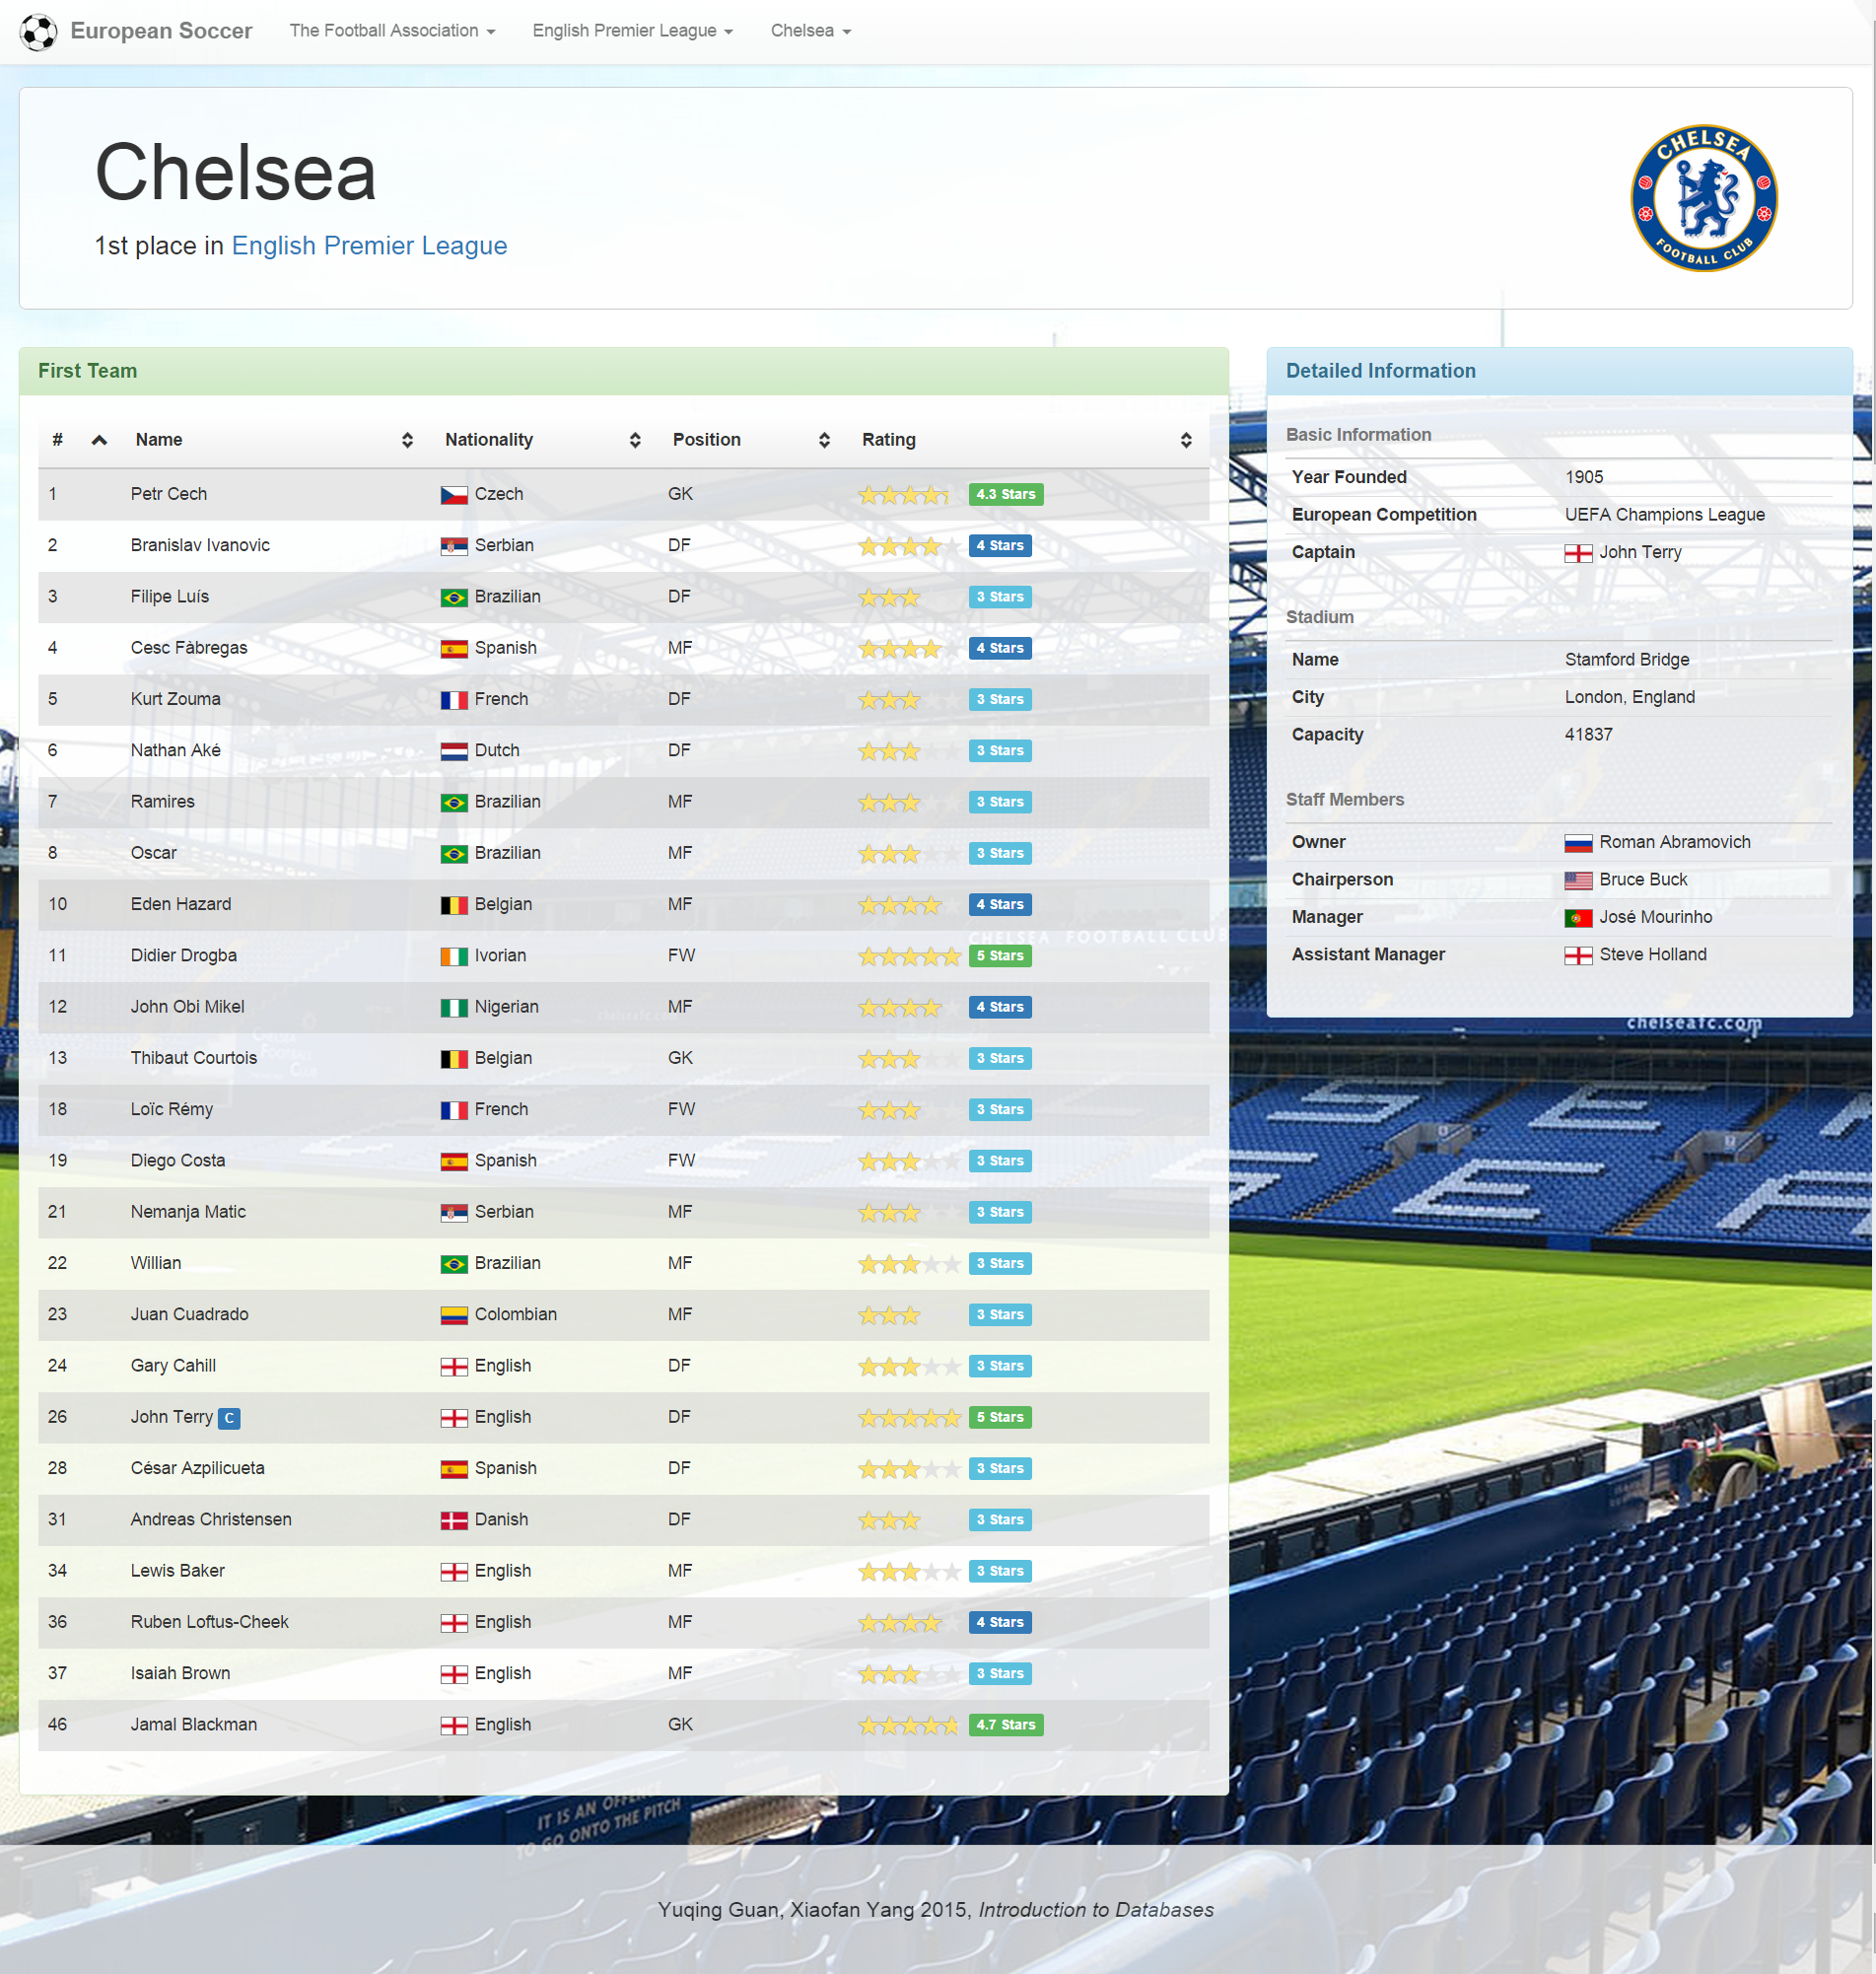 European Soccer The Football Association English Premier League Chelsea
Chelsea
1st place in English Premier League
CHELSEA
FOOTBALL CLUB
First Team
# Name Nationality Position Rating
1 Petr Cech Czech GK 4.3 Stars
2 Branislav Ivanovic Serbian DF 4 Stars
3 Filipe Luís Brazilian DF 3 Stars
4 Cesc Fàbregas Spanish MF 4 Stars
5 Kurt Zouma French DF 3 Stars
6 Nathan Aké Dutch DF 3 Stars
7 Ramires Brazilian MF 3 Stars
8 Oscar Brazilian MF 3 Stars
10 Eden Hazard Belgian MF 4 Stars
11 Didier Drogba Ivorian FW 5 Stars
12 John Obi Mikel Nigerian MF 4 Stars
13 Thibaut Courtois Belgian GK 3 Stars
18 Loïc Rémy French FW 3 Stars
19 Diego Costa Spanish FW 3 Stars
21 Nemanja Matic Serbian MF 3 Stars
22 Willian Brazilian MF 3 Stars
23 Juan Cuadrado Colombian MF 3 Stars
24 Gary Cahill English DF 3 Stars
26 John Terry C English DF 5 Stars
28 César Azpilicueta Spanish DF 3 Stars
31 Andreas Christensen Danish DF 3 Stars
34 Lewis Baker English MF 3 Stars
36 Ruben Loftus-Cheek English MF 4 Stars
37 Isaiah Brown English MF 3 Stars
46 Jamal Blackman English GK 4.7 Stars
Detailed Information
Basic Information
Year Founded 1905
European Competition UEFA Champions League
Captain John Terry
Stadium
Name Stamford Bridge
City London, England
Capacity 41837
Staff Members
Owner Roman Abramovich
Chairperson Bruce Buck
Manager José Mourinho
Assistant Manager Steve Holland
CHELSEA FOOTBALL CLUB
chelseafc.com
IT IS AN OFFENCE
TO GO ONTO THE PITCH
Yuqing Guan, Xiaofan Yang 2015, Introduction to Databases